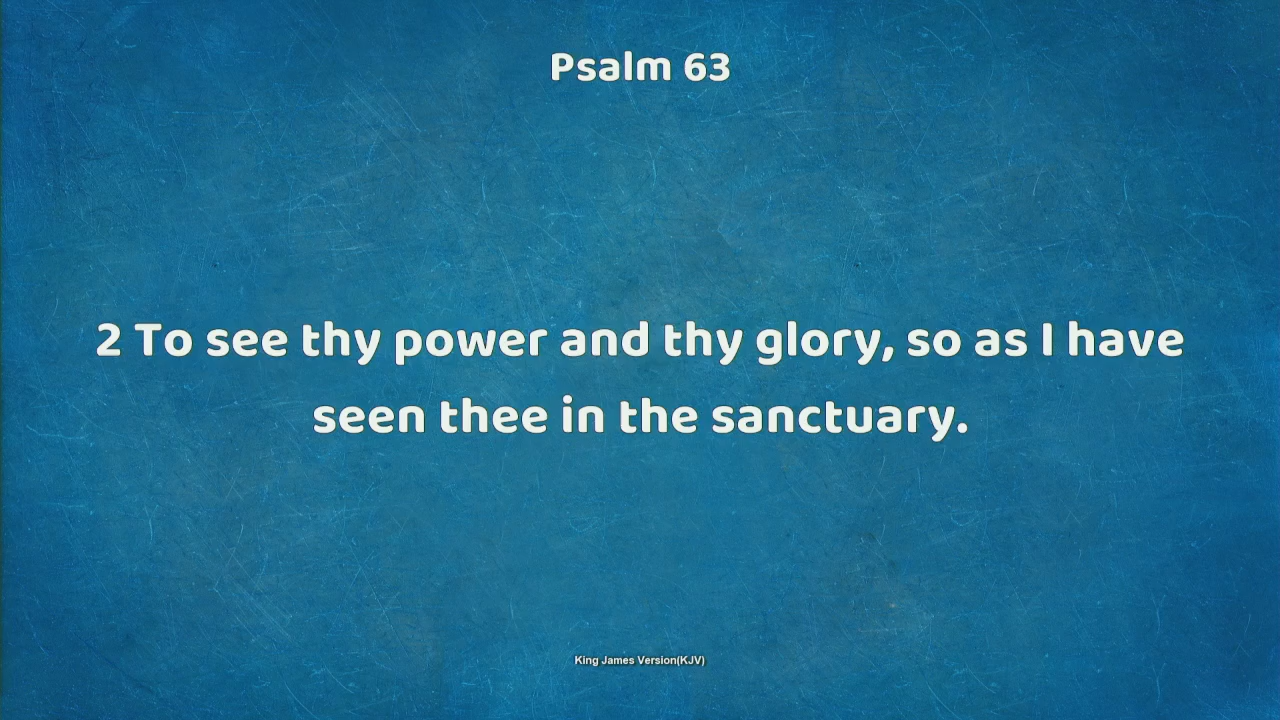 Psalm 63
2 To see thy power and thy glory, so as I have
seen thee in the sanctuary.
King James Version(KJV)